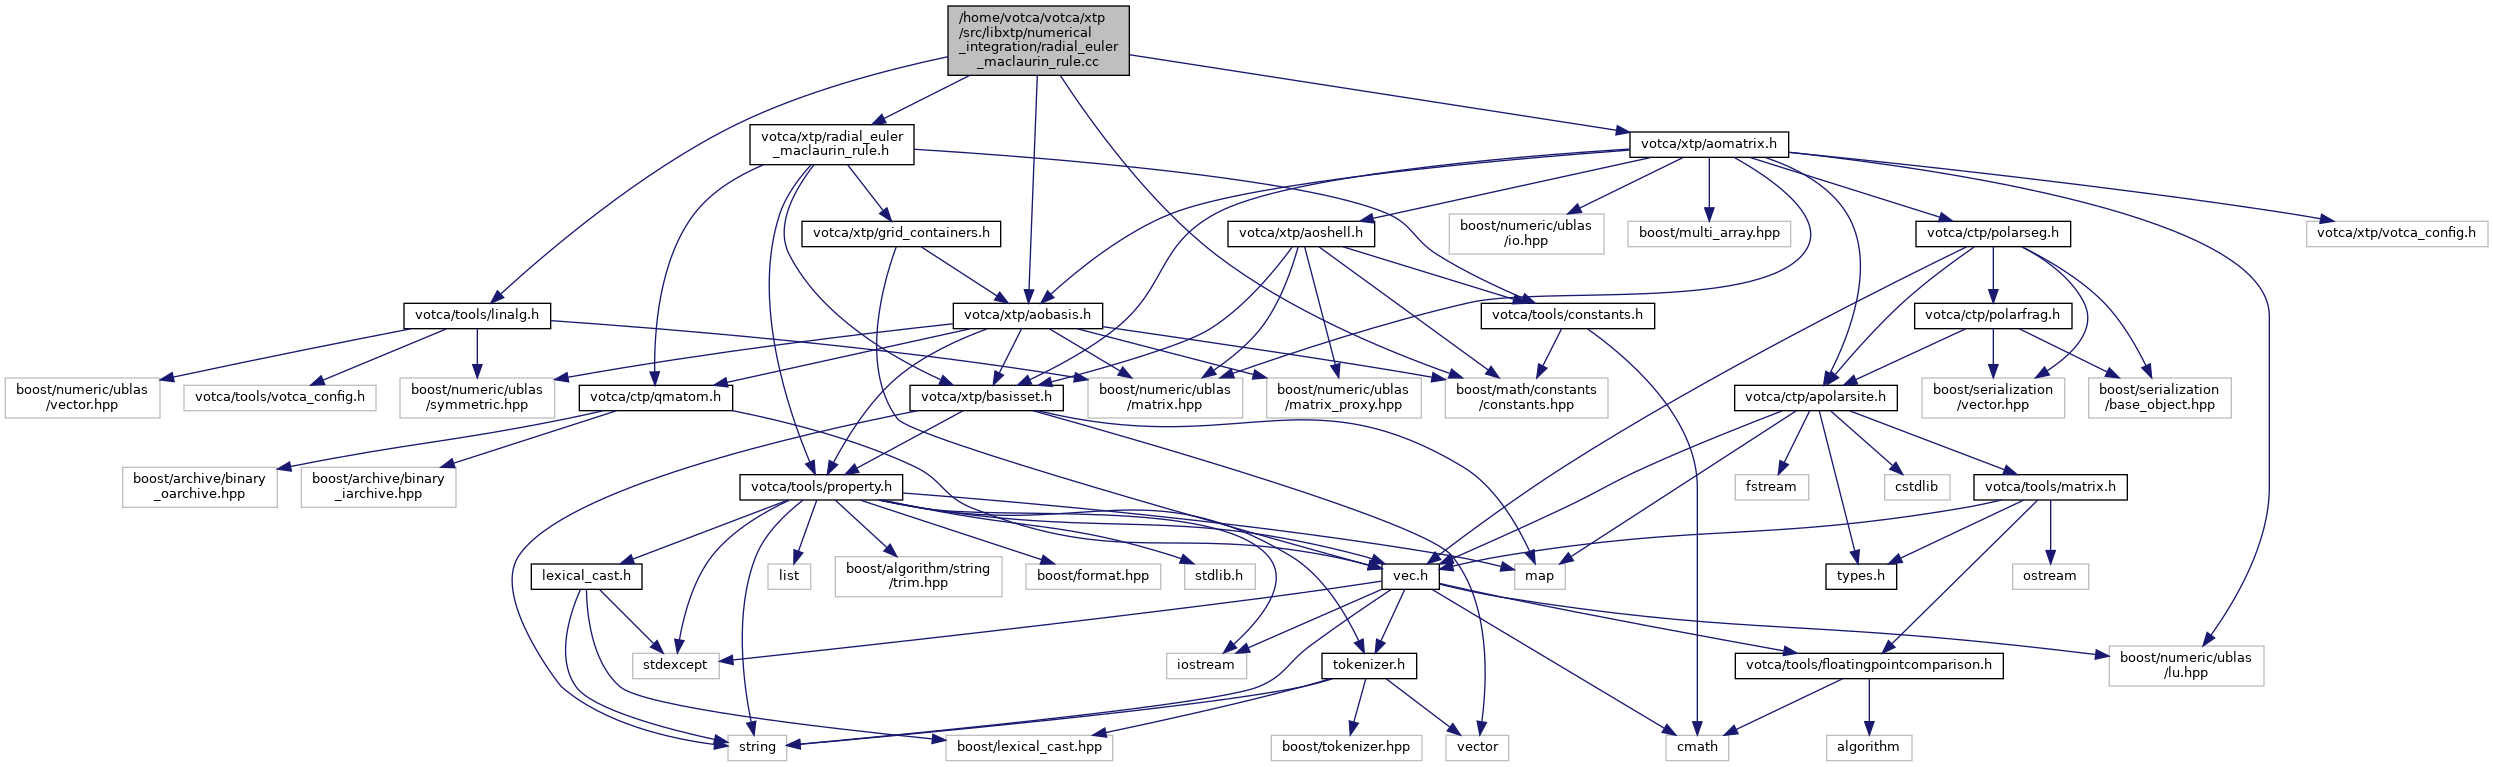 /home/votca/votca/xtp
/src/libxtp/numerical
_integration/radial_euler
_maclaurin_rule.cc
votca/xtp/radial_euler
_maclaurin_rule.h
votca/xtp/aomatrix.h
votca/xtp/grid_containers.h
votca/xtp/aoshell.h
boost/numeric/ublas
/io.hpp
boost/multi_array.hpp
votca/ctp/polarseg.h
votca/xtp/votca_config.h
votca/tools/linalg.h
votca/xtp/aobasis.h
votca/tools/constants.h
votca/ctp/polarfrag.h
boost/numeric/ublas
/vector.hpp
votca/tools/votca_config.h
boost/numeric/ublas
/symmetric.hpp
votca/ctp/qmatom.h
votca/xtp/basisset.h
boost/numeric/ublas
/matrix.hpp
boost/numeric/ublas
/matrix_proxy.hpp
boost/math/constants
/constants.hpp
votca/ctp/apolarsite.h
boost/serialization
/vector.hpp
boost/serialization
/base_object.hpp
boost/archive/binary
_oarchive.hpp
boost/archive/binary
_iarchive.hpp
votca/tools/property.h
fstream
cstdlib
votca/tools/matrix.h
lexical_cast.h
list
boost/algorithm/string
/trim.hpp
boost/format.hpp
stdlib.h
vec.h
map
types.h
ostream
stdexcept
iostream
tokenizer.h
votca/tools/floatingpointcomparison.h
boost/numeric/ublas
/lu.hpp
string
boost/lexical_cast.hpp
boost/tokenizer.hpp
vector
cmath
algorithm